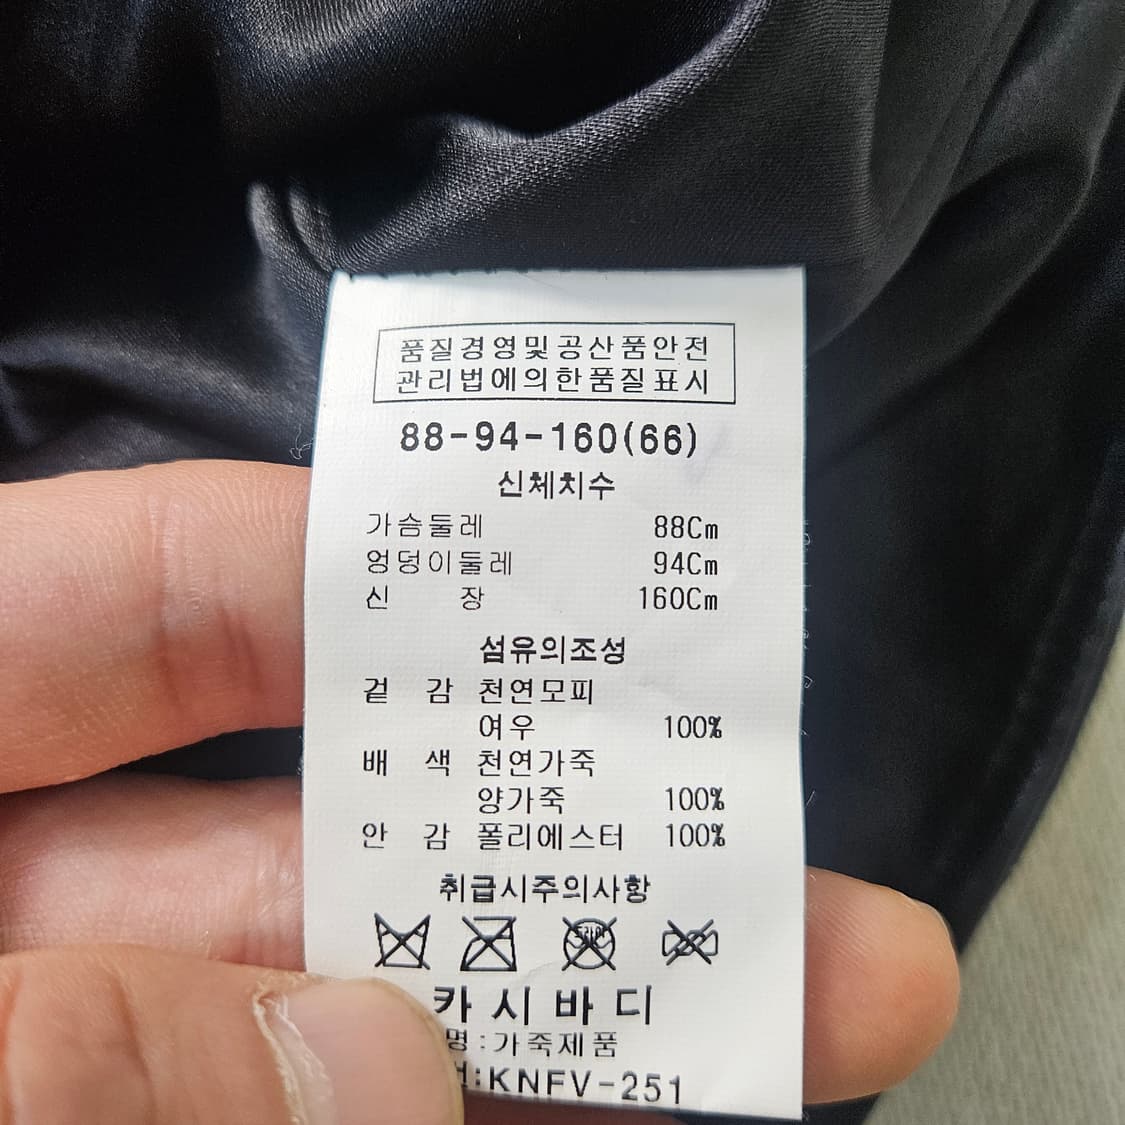 품질경영및공산품안전
관리법에의한품질표시
88-94-160(66)
신체치수
가슴둘레 88Cm
엉덩이둘레 94Cm
신 장 160Cm
섬유의조성
겉 감 천연모피
여우 100%
배 색 천연가죽
양가죽 100%
안 감 폴리에스터 100%
취급시주의사항
드라이
카시바디
명:가죽제품
:KNFV-251